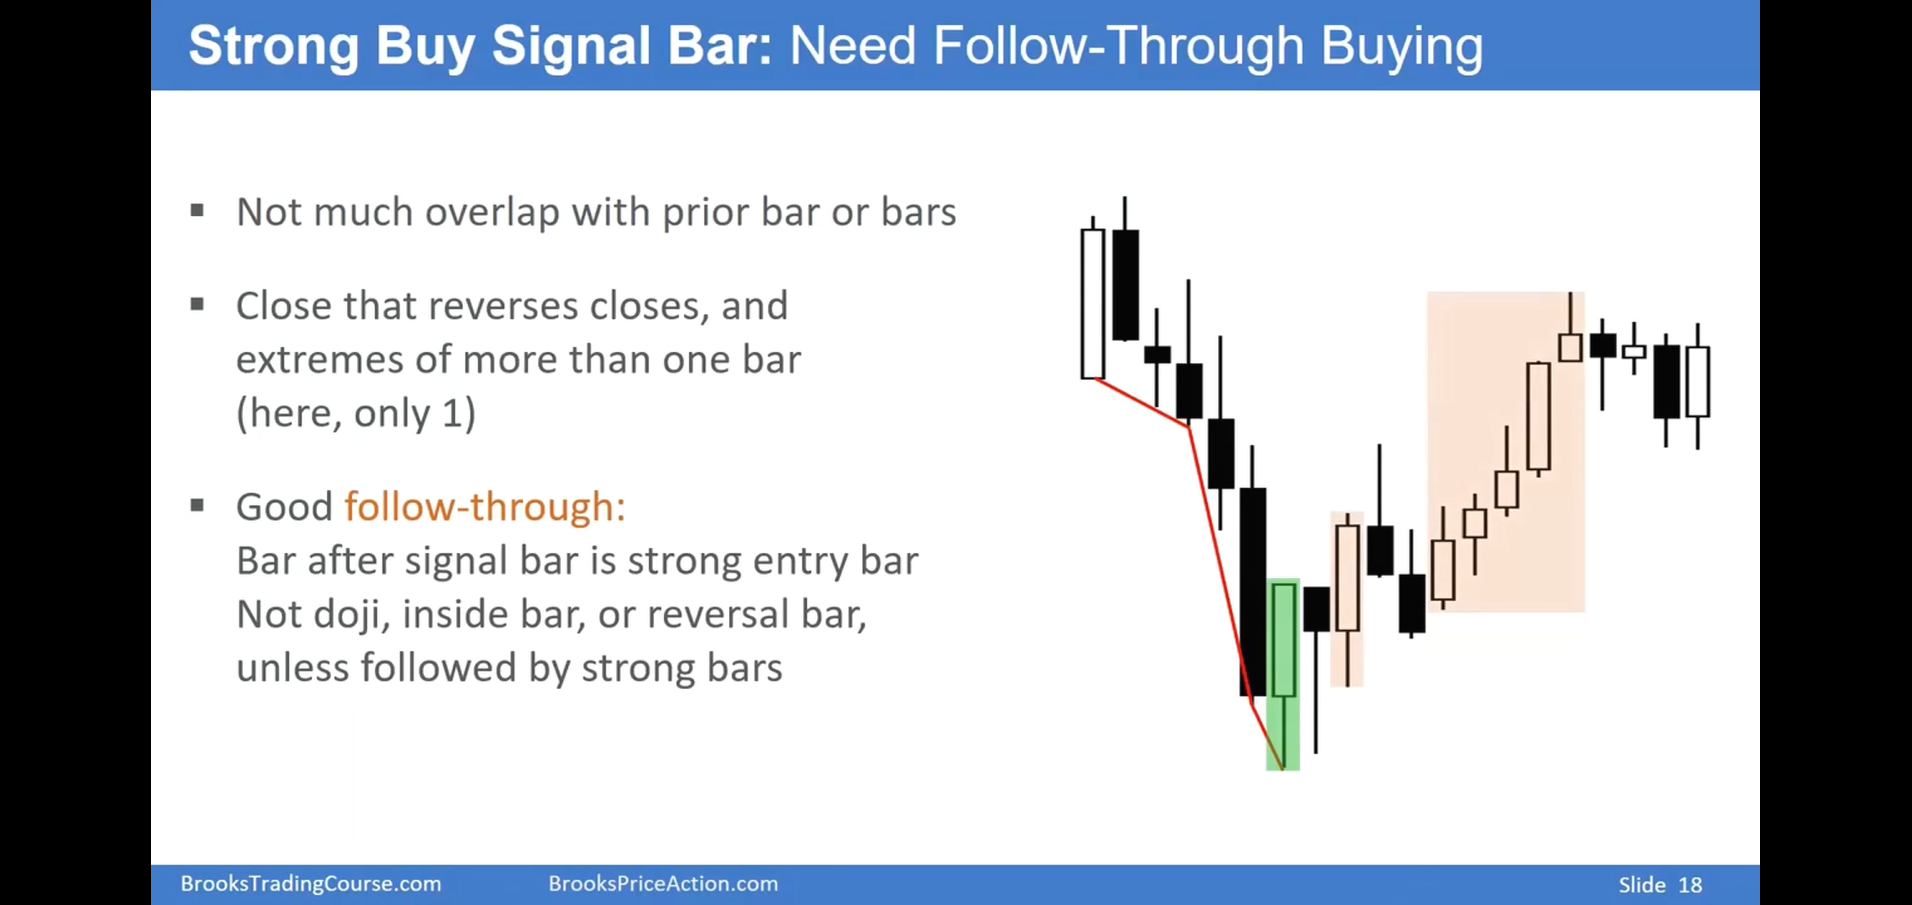 Strong Buy Signal Bar: Need Follow-Through Buying
▪ Not much overlap with prior bar or bars
▪ Close that reverses closes, and
extremes of more than one bar
(here, only 1)
▪ Good follow-through:
Bar after signal bar is strong entry bar
Not doji, inside bar, or reversal bar,
unless followed by strong bars
BrooksTradingCourse.com BrooksPriceAction.com Slide 18